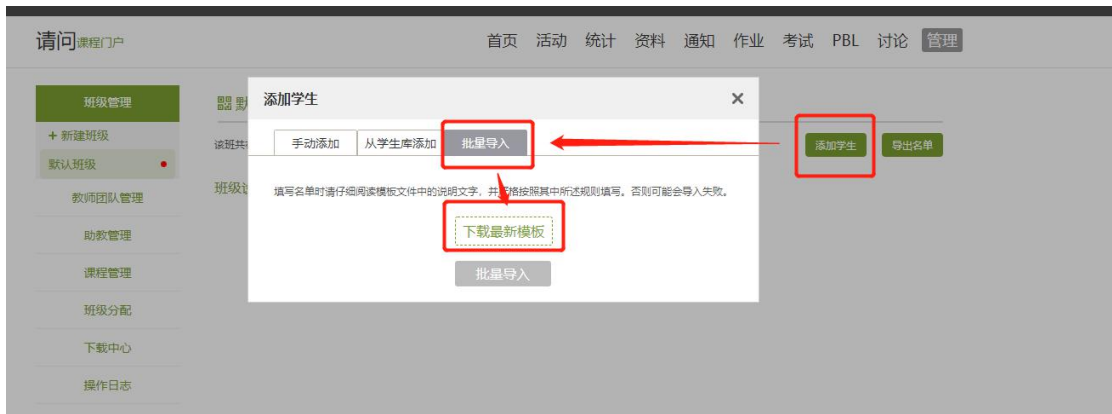 请问课程门户 首页 活动 统计 资料 通知 作业 考试 PBL 讨论 管理
班级管理
+ 新建班级
默认班级
教师团队管理
助教管理
课程管理
班级分配
下载中心
操作日志
添加学生 ×
手动添加 从学生库添加 批量导入
添加学生 导出名单
该班共
班级
填写名单时请仔细阅读模板文件中的说明文字,并严格按照其中所述规则填写。否则可能会导入失败。
下载最新模板
批量导入